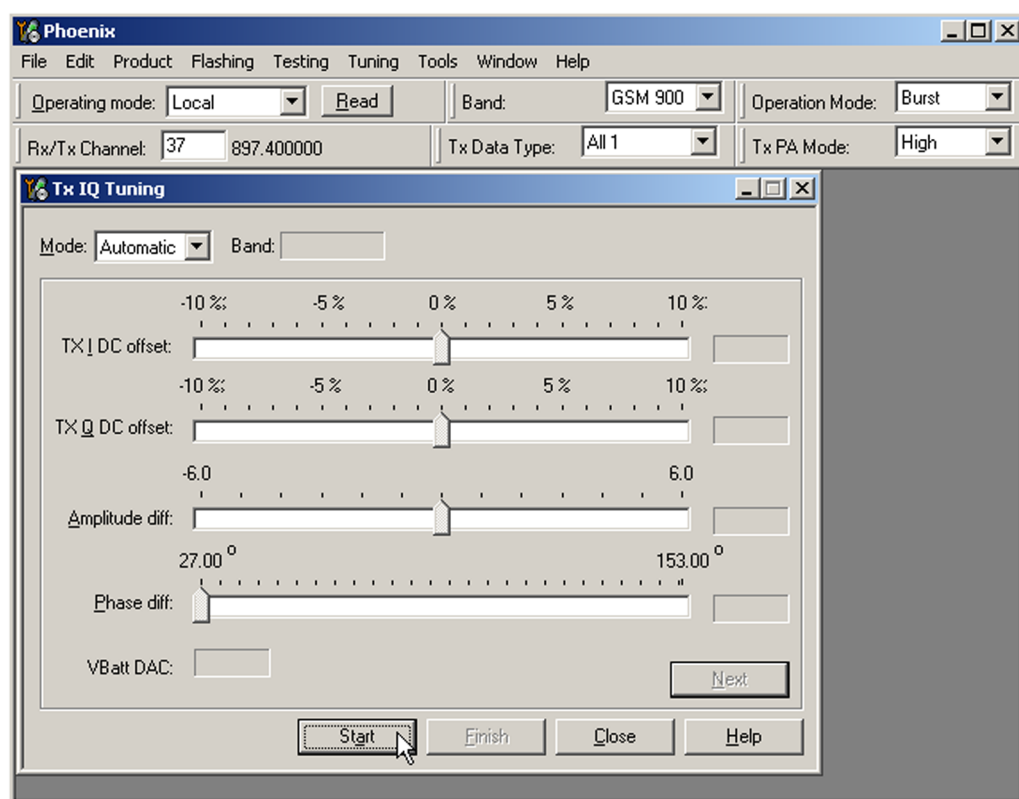 Phoenix
File Edit Product Flashing Testing Tuning Tools Window Help
Operating mode: Local Read Band: GSM 900 Operation Mode: Burst
Rx/Tx Channel: 37 897.400000 Tx Data Type: All 1 Tx PA Mode: High
Tx IQ Tuning
Mode: Automatic Band:
-10 %: -5 % 0 % 5 % 10 %:
TX I DC offset:
-10 %: -5 % 0 % 5 % 10 %:
TX Q DC offset:
-6.0 6.0
Amplitude diff:
27.00 o 153.00 o
Phase diff:
VBatt DAC:
Next
Start Finish Close Help